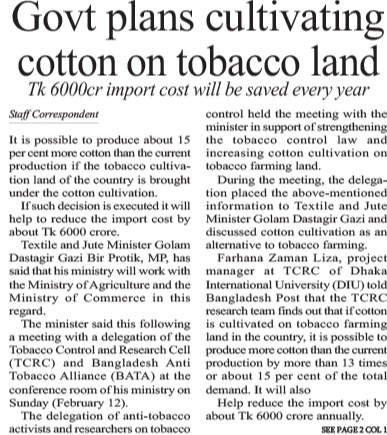 Govt plans cultivating
cotton on tobacco land
Tk 6000cr import cost will be saved every year
Staff Correspondent
It is possible to produce about 15
per cent more cotton than the current
production if the tobacco cultiva-
tion land of the country is brought
under the cotton cultivation.
If such decision is executed it will
help to reduce the import cost by
about Tk 6000 crore.
Textile and Jute Minister Golam
Dastagir Gazi Bir Protik, MP, has
said that his ministry will work with
the Ministry of Agriculture and the
Ministry of Commerce in this
regard.
The minister said this following
a meeting with a delegation of the
Tobacco Control and Research Cell
(TCRC) and Bangladesh Anti
Tobacco Alliance (BATA) at the
conference room of his ministry on
Sunday (February 12).
The delegation of anti-tobacco
activists and researchers on tobacco
control held the meeting with the
minister in support of strengthening
the tobacco control law and
increasing cotton cultivation on
tobacco farming land.
During the meeting, the delega-
tion placed the above-mentioned
information to Textile and Jute
Minister Golam Dastagir Gazi and
discussed cotton cultivation as an
alternative to tobacco farming.
Farhana Zaman Liza, project
manager at TCRC of Dhaka
International University (DIU) told
Bangladesh Post that the TCRC
research team finds out that if cotton
is cultivated on tobacco farming
land in the country, it is possible to
produce more cotton than the current
production by more than 13 times
or about 15 per cent of the total
demand. It will also
Help reduce the import cost by
about Tk 6000 crore annually.
SEE PAGE 2 COL 1